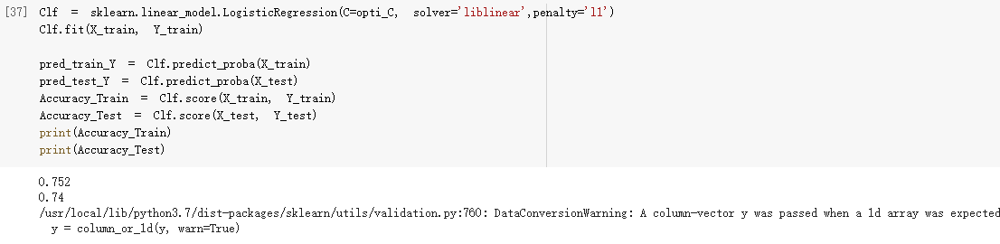 [37] Clf = sklearn.linear_model.LogisticRegression(C=opti_C, solver='liblinear',penalty='l1')
Clf.fit(X_train, Y_train)
pred_train_Y = Clf.predict_proba(X_train)
pred_test_Y = Clf.predict_proba(X_test)
Accuracy_Train = Clf.score(X_train, Y_train)
Accuracy_Test = Clf.score(X_test, Y_test)
print(Accuracy_Train)
print(Accuracy_Test)
0.752
0.74
/usr/local/lib/python3.7/dist-packages/sklearn/utils/validation.py:760: DataConversionWarning: A column-vector y was passed when a 1d array was expected
y = column_or_1d(y, warn=True)